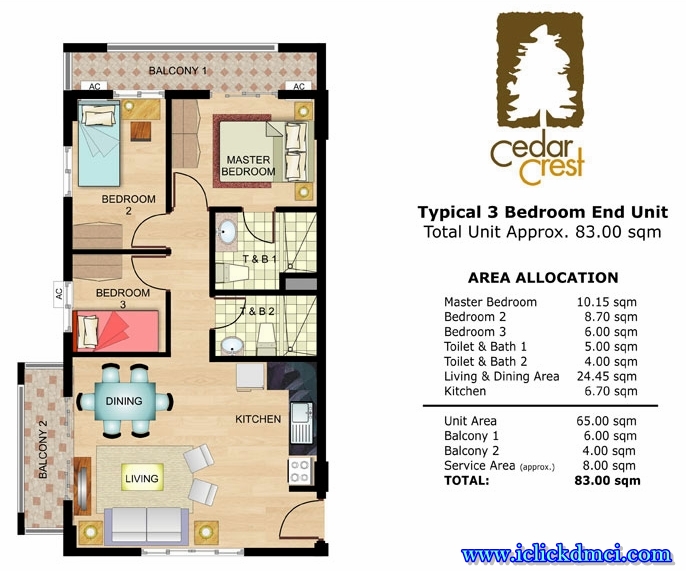 BALCONY 1
AC
AC
MASTER
BEDROOM
BEDROOM
2
T & B 1
BEDROOM
3
AC
T & B 2
DINING
KITCHEN
BALCONY 2
LIVING
Cedar
Crest
Typical 3 Bedroom End Unit
Total Unit Approx. 83.00 sqm
AREA ALLOCATION
Master Bedroom 10.15 sqm
Bedroom 2 8.70 sqm
Bedroom 3 6.00 sqm
Toilet & Bath 1 5.00 sqm
Toilet & Bath 2 4.00 sqm
Living & Dining Area 24.45 sqm
Kitchen 6.70 sqm
Unit Area 65.00 sqm
Balcony 1 6.00 sqm
Balcony 2 4.00 sqm
Service Area (approx.) 8.00 sqm
TOTAL: 83.00 sqm
www.iclickdmci.com